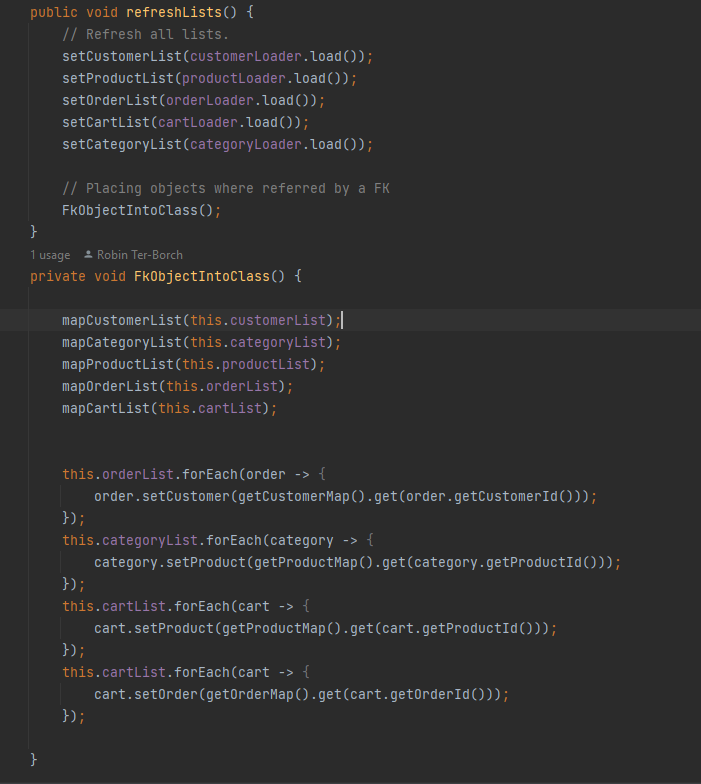 public void refreshLists() {
// Refresh all lists.
setCustomerList(customerLoader.load());
setProductList(productLoader.load());
setOrderList(orderLoader.load());
setCartList(cartLoader.load());
setCategoryList(categoryLoader.load());
// Placing objects where referred by a FK
FkObjectIntoClass();
}
1 usage Robin Ter-Borch
private void FkObjectIntoClass() {
mapCustomerList(this.customerList);
mapCategoryList(this.categoryList);
mapProductList(this.productList);
mapOrderList(this.orderList);
mapCartList(this.cartList);
this.orderList.forEach(order -> {
order.setCustomer(getCustomerMap().get(order.getCustomerId()));
});
this.categoryList.forEach(category -> {
category.setProduct(getProductMap().get(category.getProductId()));
});
this.cartList.forEach(cart -> {
cart.setProduct(getProductMap().get(cart.getProductId()));
});
this.cartList.forEach(cart -> {
cart.setOrder(getOrderMap().get(cart.getOrderId()));
});
}